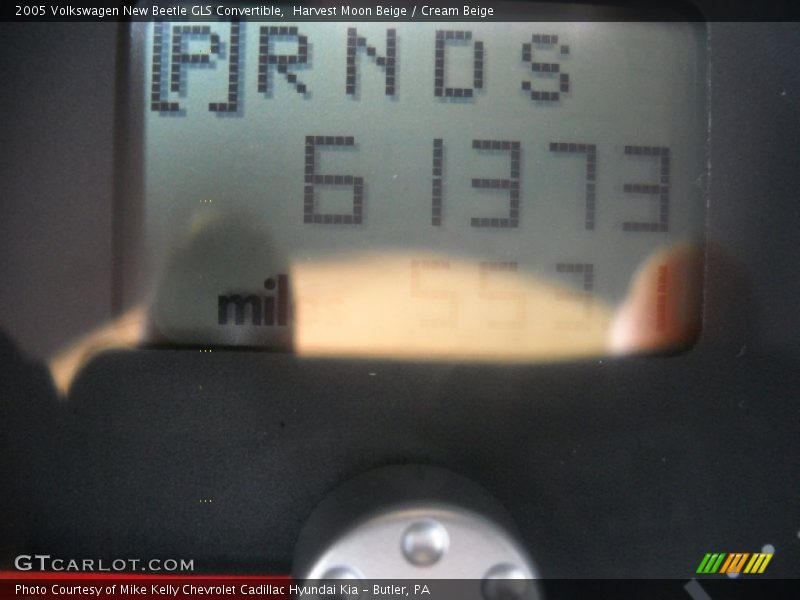 2005 Volkswagen New Beetle GLS Convertible,  Harvest Moon Beige / Cream Beige
[P] R N D S
61373
GTCARLOT.COM
Photo Courtesy of Mike Kelly Chevrolet Cadillac Hyundai Kia – Butler, PA